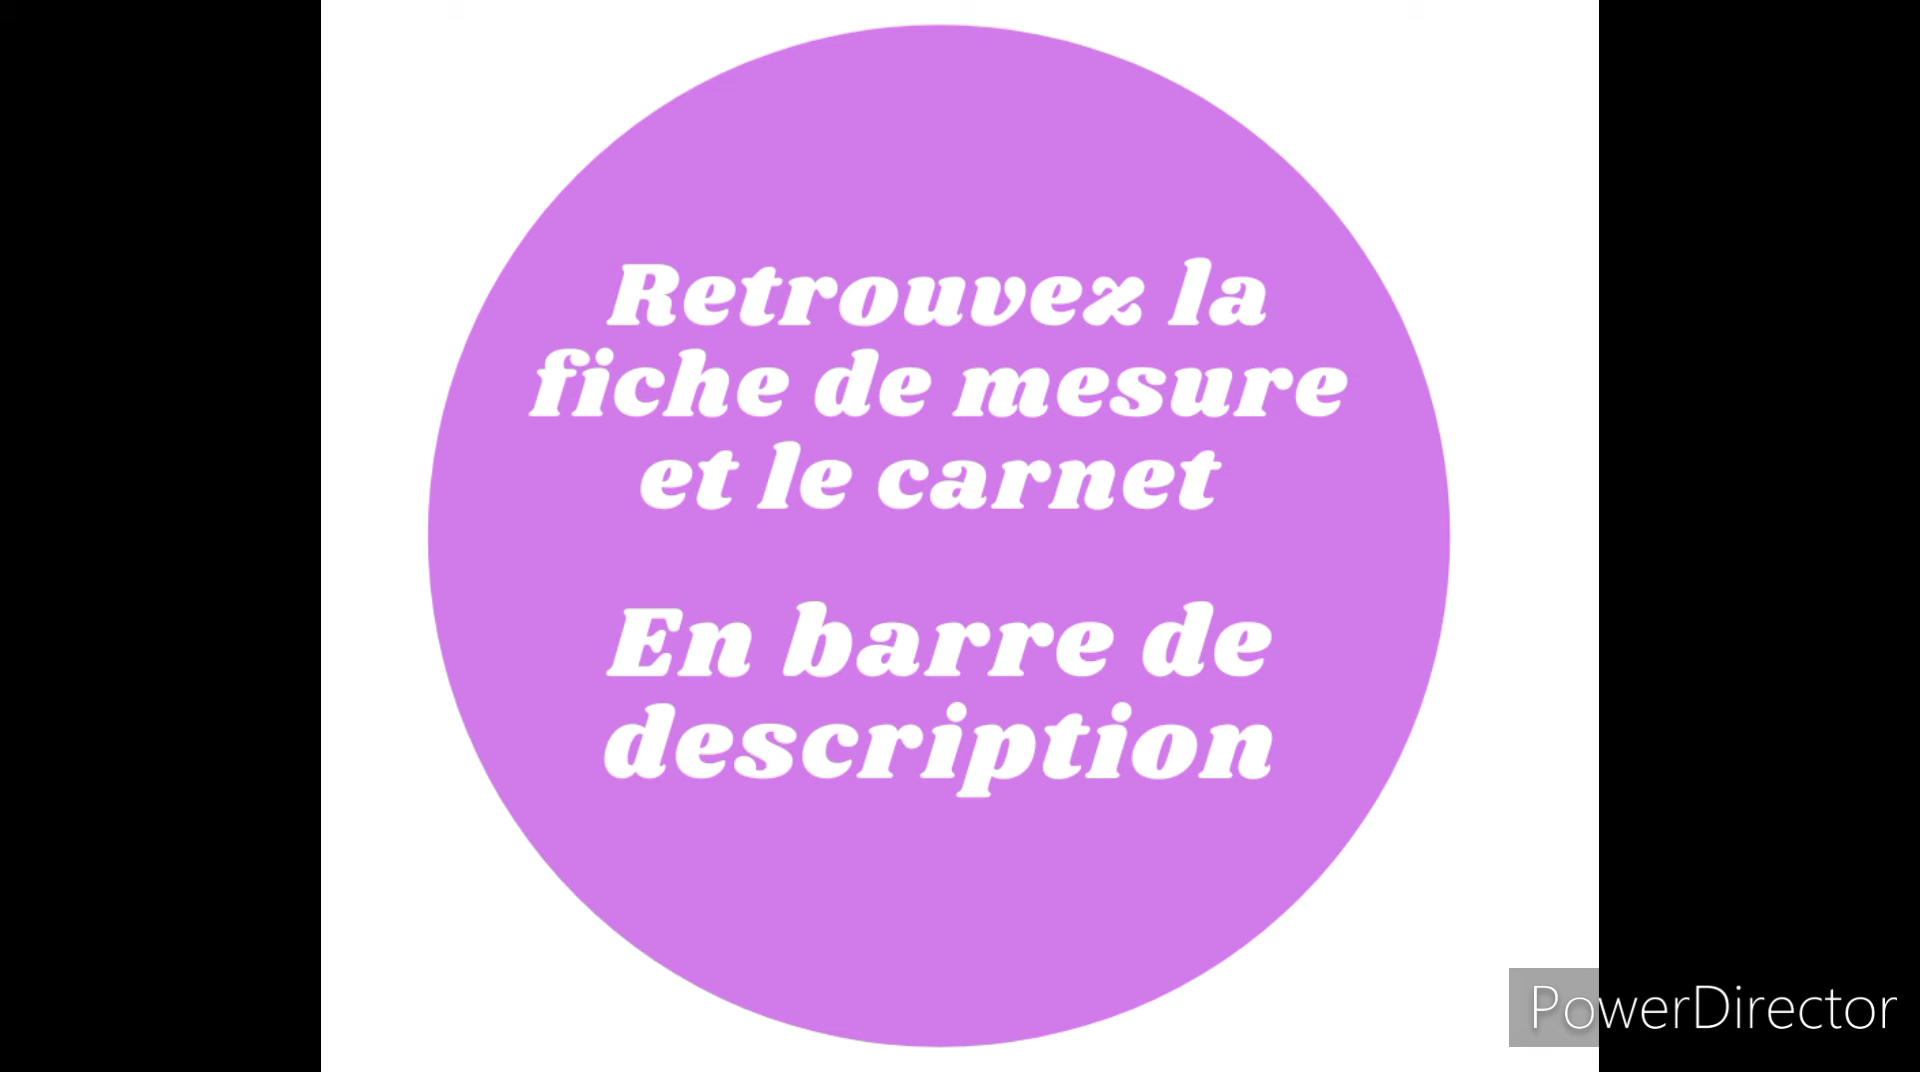 Retrouvez la
fiche de mesure
et le carnet
En barre de
description
PowerDirector